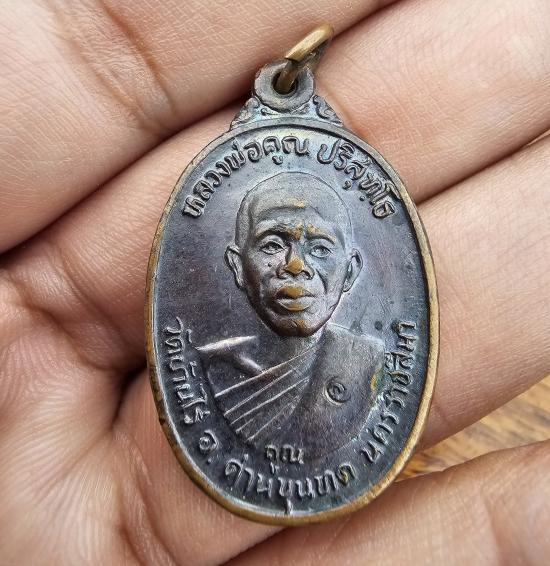 หลวงพ่อคูณ ปริสุทฺโธ
คูณ
วัดบ้านไร่ อ. ด่านขุนทด นครราชสีมา